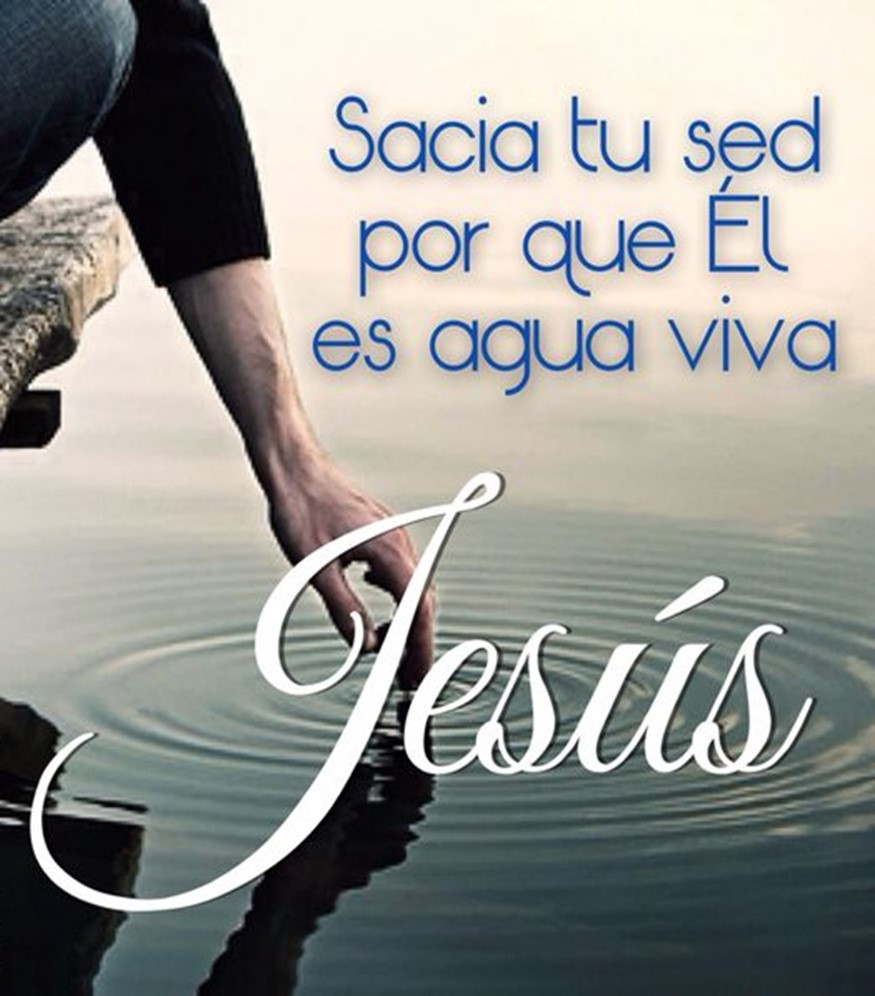 Sacia tu sed
por que Él
es agua viva
Jesús